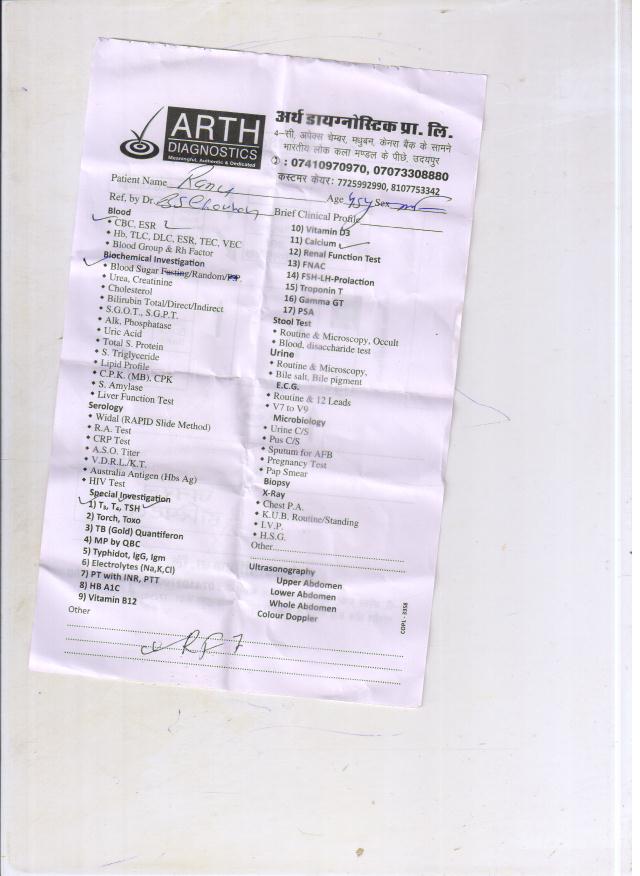 ARTH
DIAGNOSTICS
Meaningful, Authentic & Dedicated
अर्थ डायग्नोस्टिक प्रा. लि.
4-सी, अपेक्स चेम्बर, मधुबन, केनरा बैंक के सामने
भारतीय लोक कला मण्डल के पीछे, उदयपुर
: 07410970970, 07073308880
कस्टमर केयर: 7725992990, 8107753342
Patient Name
Age 45y Sex
Ref, by Dr. BS Chouhan
Brief Clinical Profile
Blood
CBC, ESR
Hb, TLC, DLC, ESR, TEC, VEC
Blood Group & Rh Factor
Biochemical Investigation
Blood Sugar Fasting/Random/P.P.
Urea, Creatinine
Cholesterol
Bilirubin Total/Direct/Indirect
S.G.O.T., S.G.P.T.
Alk, Phosphatase
Uric Acid
Total S. Protein
S. Triglyceride
Lipid Profile
C.P.K. (MB), CPK
S. Amylase
Liver Function Test
Serology
Widal (RAPID Slide Method)
R.A. Test
CRP Test
A.S.O. Titer
V.D.R.L./K.T.
Australia Antigen (Hbs Ag)
HIV Test
Special Investigation
1) T₃, T₄, TSH
2) Torch, Toxo
3) TB (Gold) Quantiferon
4) MP by QBC
5) Typhidot, IgG, Igm
6) Electrolytes (Na,K,Cl)
7) PT with INR, PTT
8) HB A1C
9) Vitamin B12
10) Vitamin D3
11) Calcium
12) Renal Function Test
13) FNAC
14) FSH-LH-Prolaction
15) Troponin T
16) Gamma GT
17) PSA
Stool Test
Routine & Microscopy, Occult
Blood, disaccharide test
Urine
Routine & Microscopy,
Bile salt, Bile pigment
E.C.G.
Routine & 12 Leads
V7 to V9
Microbiology
Urine C/S
Pus C/S
Sputum for AFB
Pregnancy Test
Pap Smear
Biopsy
X-Ray
Chest P.A.
K.U.B. Routine/Standing
I.V.P.
H.S.G.
Other
Ultrasonography
Upper Abdomen
Lower Abdomen
Whole Abdomen
Colour Doppler
CDPL - 3358
Other